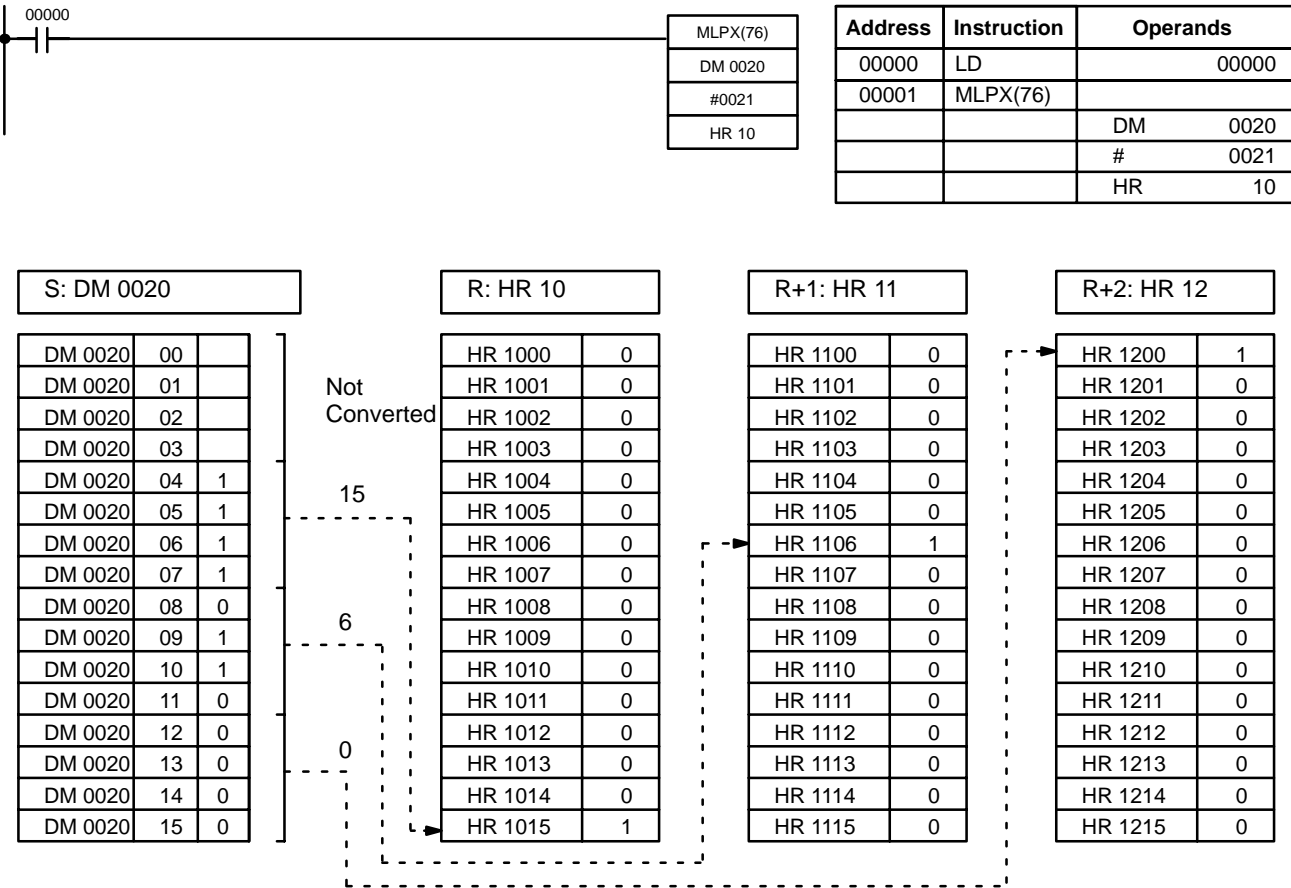 00000
MLPX(76)
DM 0020
#0021
HR 10
Address Instruction Operands
00000 LD 00000
00001 MLPX(76)
DM 0020
# 0021
HR 10
S: DM 0020 R: HR 10 R+1: HR 11 R+2: HR 12
DM 0020 00 HR 1000 0 HR 1100 0 HR 1200 1
DM 0020 01 Not HR 1001 0 HR 1101 0 HR 1201 0
DM 0020 02 Converted HR 1002 0 HR 1102 0 HR 1202 0
DM 0020 03 HR 1003 0 HR 1103 0 HR 1203 0
DM 0020 04 1 15 HR 1004 0 HR 1104 0 HR 1204 0
DM 0020 05 1 HR 1005 0 HR 1105 0 HR 1205 0
DM 0020 06 1 HR 1006 0 HR 1106 1 HR 1206 0
DM 0020 07 1 HR 1007 0 HR 1107 0 HR 1207 0
DM 0020 08 0 6 HR 1008 0 HR 1108 0 HR 1208 0
DM 0020 09 1 HR 1009 0 HR 1109 0 HR 1209 0
DM 0020 10 1 HR 1010 0 HR 1110 0 HR 1210 0
DM 0020 11 0 HR 1011 0 HR 1111 0 HR 1211 0
DM 0020 12 0 0 HR 1012 0 HR 1112 0 HR 1212 0
DM 0020 13 0 HR 1013 0 HR 1113 0 HR 1213 0
DM 0020 14 0 HR 1014 0 HR 1114 0 HR 1214 0
DM 0020 15 0 HR 1015 1 HR 1115 0 HR 1215 0